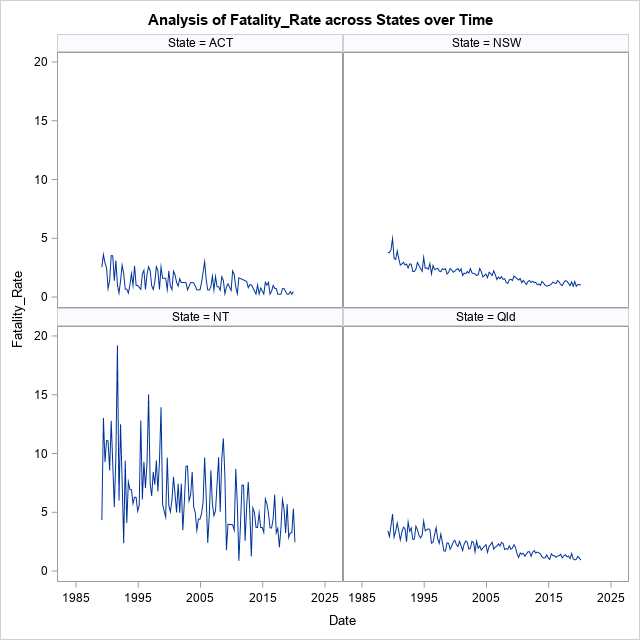 Analysis of Fatality_Rate across States over Time
State = ACT
State = NSW
20
15
10
5
0
Fatality_Rate
State = NT
State = Qld
20
15
10
5
0
1985
1995
2005
2015
2025
1985
1995
2005
2015
2025
Date